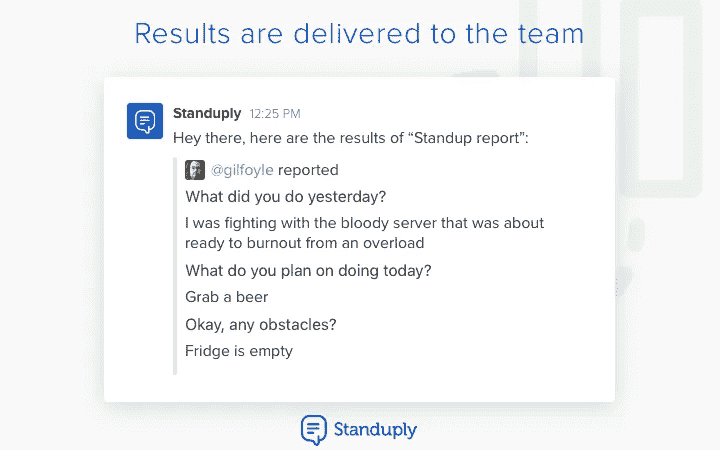 Results are delivered to the team
Standuply 12:25 PM
Hey there, here are the results of “Standup report”:
@gilfoyle reported
What did you do yesterday?
I was fighting with the bloody server that was about
ready to burnout from an overload
What do you plan on doing today?
Grab a beer
Okay, any obstacles?
Fridge is empty
Standuply